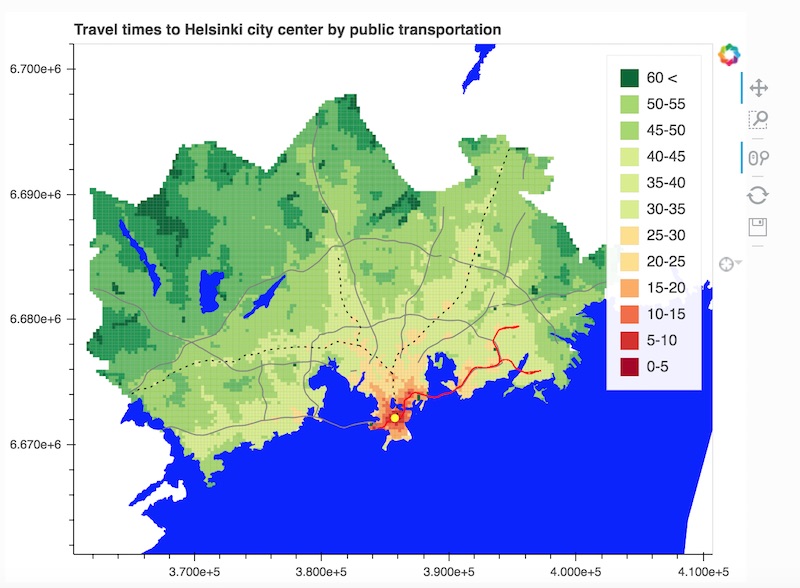 Travel times to Helsinki city center by public transportation
6.700e+6
6.690e+6
6.680e+6
6.670e+6
3.700e+5
3.800e+5
3.900e+5
4.000e+5
4.100e+5
60 <
50-55
45-50
40-45
35-40
30-35
25-30
20-25
15-20
10-15
5-10
0-5